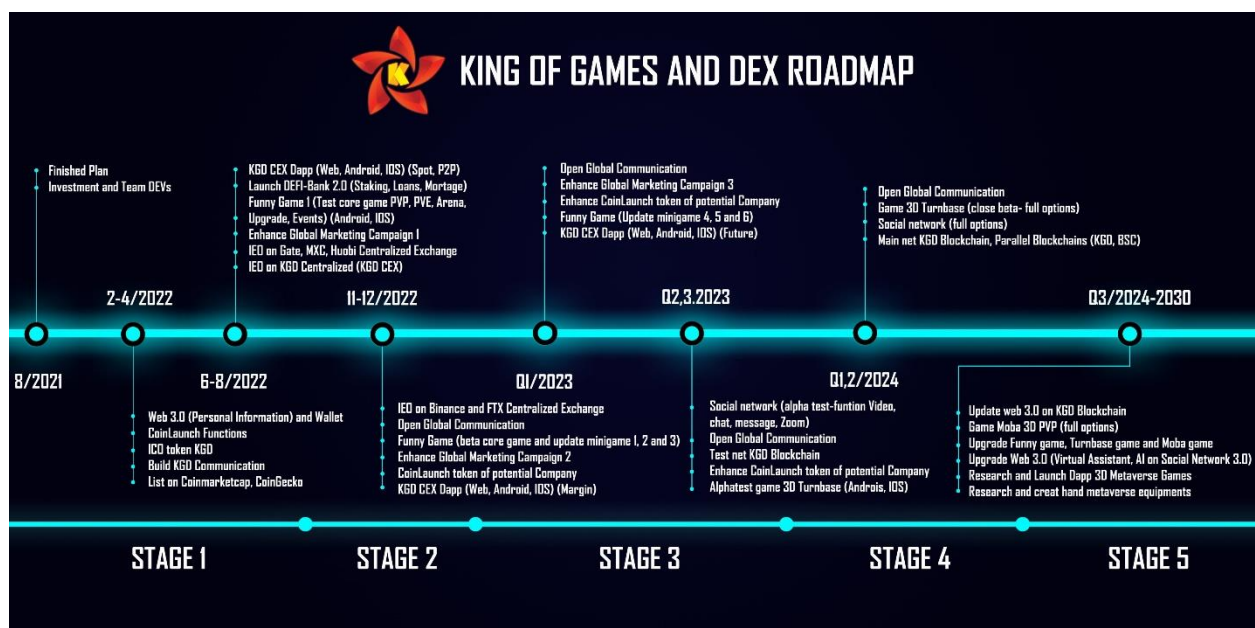 K
KING OF GAMES AND DEX ROADMAP
Finished Plan
Investment and Team DEVs
8/2021
2-4/2022
Web 3.0 (Personal Information) and Wallet
CoinLaunch Functions
ICO token KGD
Build KGD Communication
List on Coinmarketcap, CoinGecko
KGD CEX Dapp (Web, Android, IOS) (Spot, P2P)
Launch DEFI-Bank 2.0 (Staking, Loans, Mortage)
Funny Game 1 (Test core game PVP, PVE, Arena,
Upgrade, Events) (Android, IOS)
Enhance Global Marketing Campaign 1
IEO on Gate, MXC, Huobi Centralized Exchange
IEO on KGD Centralized (KGD CEX)
6-8/2022
11-12/2022
IEO on Binance and FTX Centralized Exchange
Open Global Communication
Funny Game (beta core game and update minigame 1, 2 and 3)
Enhance Global Marketing Campaign 2
CoinLaunch token of potential Company
KGD CEX Dapp (Web, Android, IOS) (Margin)
Open Global Communication
Enhance Global Marketing Campaign 3
Enhance CoinLaunch token of potential Company
Funny Game (Update minigame 4, 5 and 6)
KGD CEX Dapp (Web, Android, IOS) (Future)
Q1/2023
Q2,3.2023
Social network (alpha test-funtion Video,
chat, message, Zoom)
Open Global Communication
Test net KGD Blockchain
Enhance CoinLaunch token of potential Company
Alphatest game 3D Turnbase (Androis, IOS)
Open Global Communication
Game 3D Turnbase (close beta- full options)
Social network (full options)
Main net KGD Blockchain, Parallel Blockchains (KGD, BSC)
Q1,2/2024
Q3/2024-2030
Update web 3.0 on KGD Blockchain
Game Moba 3D PVP (full options)
Upgrade Funny game, Turnbase game and Moba game
Upgrade Web 3.0 (Virtual Assistant, AI on Social Network 3.0)
Research and Launch Dapp 3D Metaverse Games
Research and creat hand metaverse equipments
STAGE 1
STAGE 2
STAGE 3
STAGE 4
STAGE 5